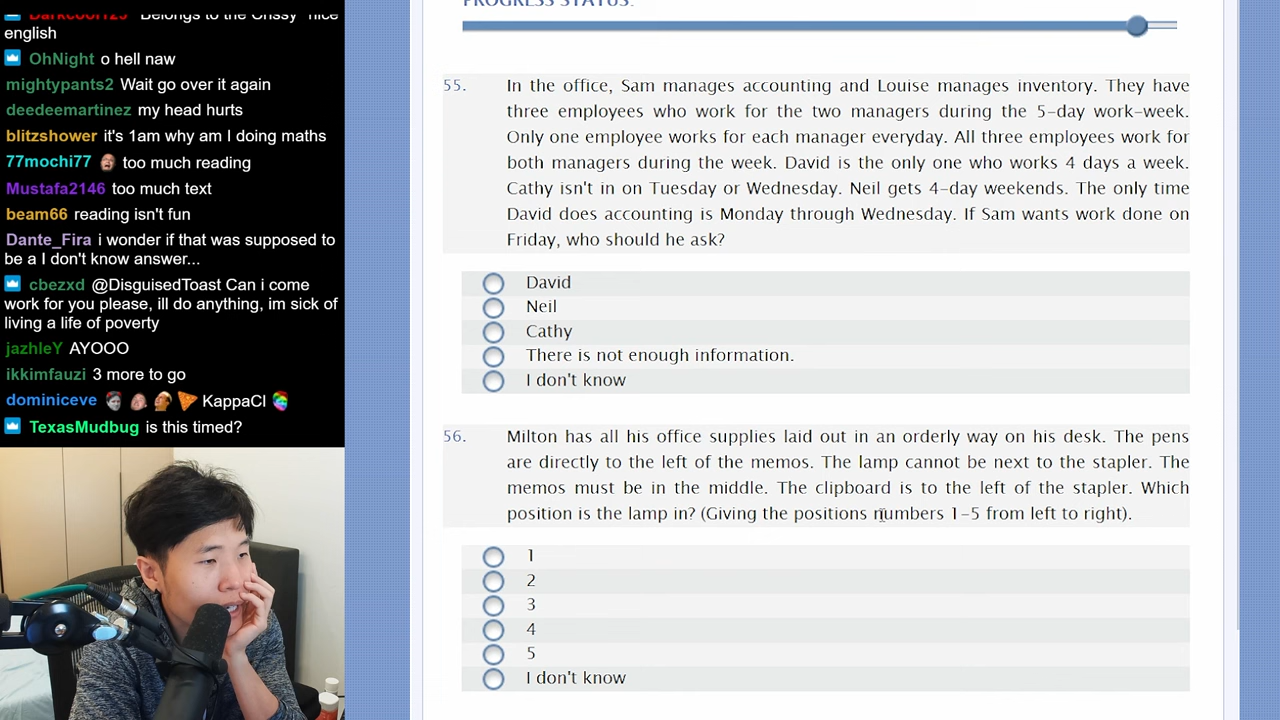 Darkcool123 Belongs to the Chssy "nice
english
OhNight o hell naw
mightypants2 Wait go over it again
deedeemartinez my head hurts
blitzshower it's 1am why am I doing maths
77mochi77 too much reading
Mustafa2146 too much text
beam66 reading isn't fun
Dante_Fira i wonder if that was supposed to
be a I don't know answer...
cbezxd @DisguisedToast Can i come
work for you please, ill do anything, im sick of
living a life of poverty
jazhleY AYOOO
ikkimfauzi 3 more to go
dominiceve KappaCl
TexasMudbug is this timed?
PROGRESS STATUS:
55. In the office, Sam manages accounting and Louise manages inventory. They have
three employees who work for the two managers during the 5-day work-week.
Only one employee works for each manager everyday. All three employees work for
both managers during the week. David is the only one who works 4 days a week.
Cathy isn't in on Tuesday or Wednesday. Neil gets 4-day weekends. The only time
David does accounting is Monday through Wednesday. If Sam wants work done on
Friday, who should he ask?
David
Neil
Cathy
There is not enough information.
I don't know
56. Milton has all his office supplies laid out in an orderly way on his desk. The pens
are directly to the left of the memos. The lamp cannot be next to the stapler. The
memos must be in the middle. The clipboard is to the left of the stapler. Which
position is the lamp in? (Giving the positions numbers 1-5 from left to right).
1
2
3
4
5
I don't know